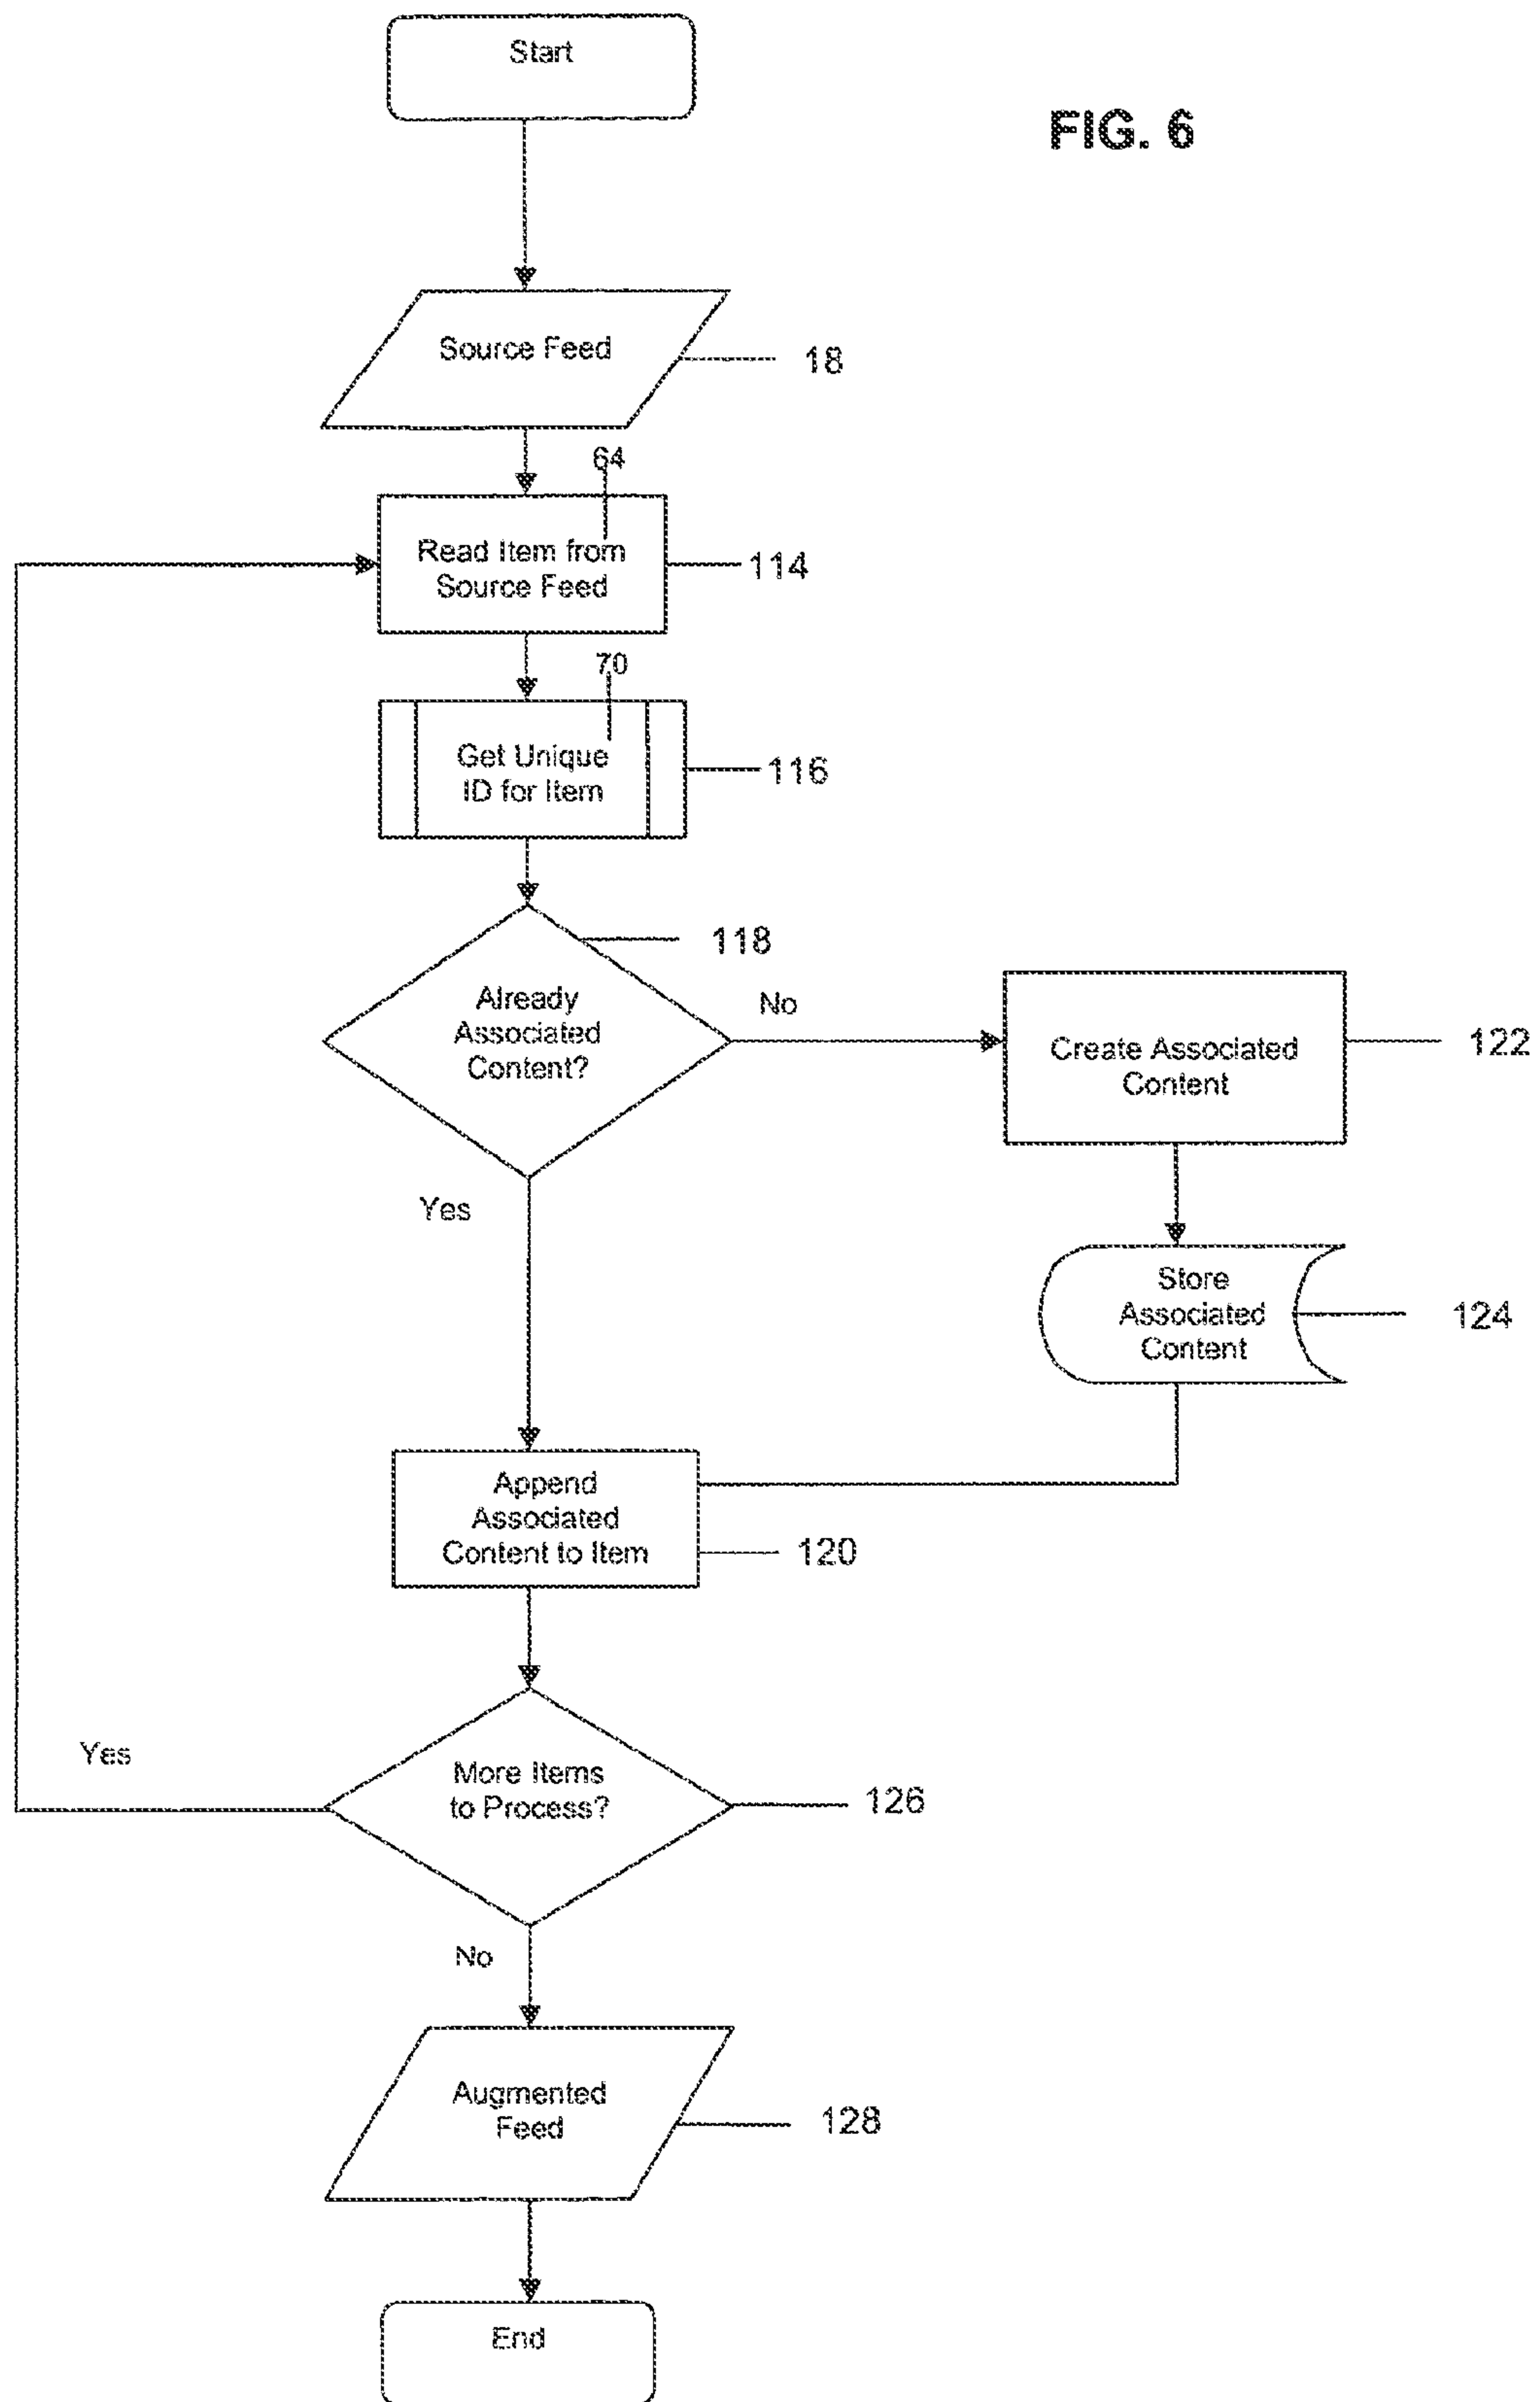 Start
FIG. 6
Source Feed
18
64
Read Item from
Source Feed
114
70
Get Unique
ID for Item
116
118
Already
Associated
Content?
No
Create Associated
Content
122
Yes
Store
Associated
Content
124
Append
Associated
Content to Item
120
Yes
More Items
to Process?
126
No
Augmented
Feed
128
End